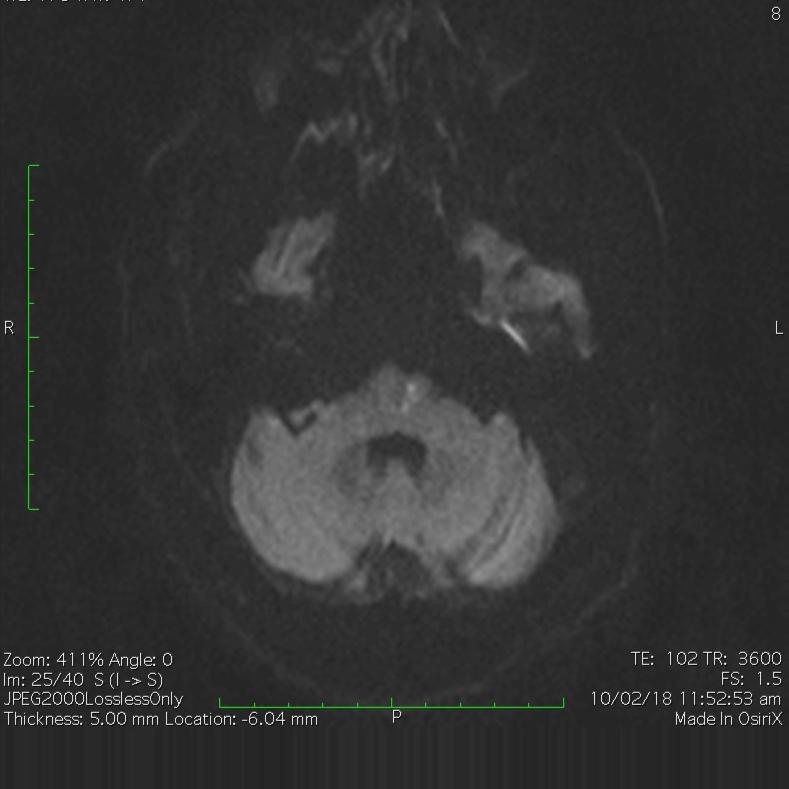 8
R
L
Zoom: 411% Angle: 0
Im: 25/40 S (I -> S)
JPEG2000LosslessOnly
Thickness: 5.00 mm Location: -6.04 mm
P
TE: 102 TR: 3600
FS: 1.5
10/02/18 11:52:53 am
Made In OsiriX